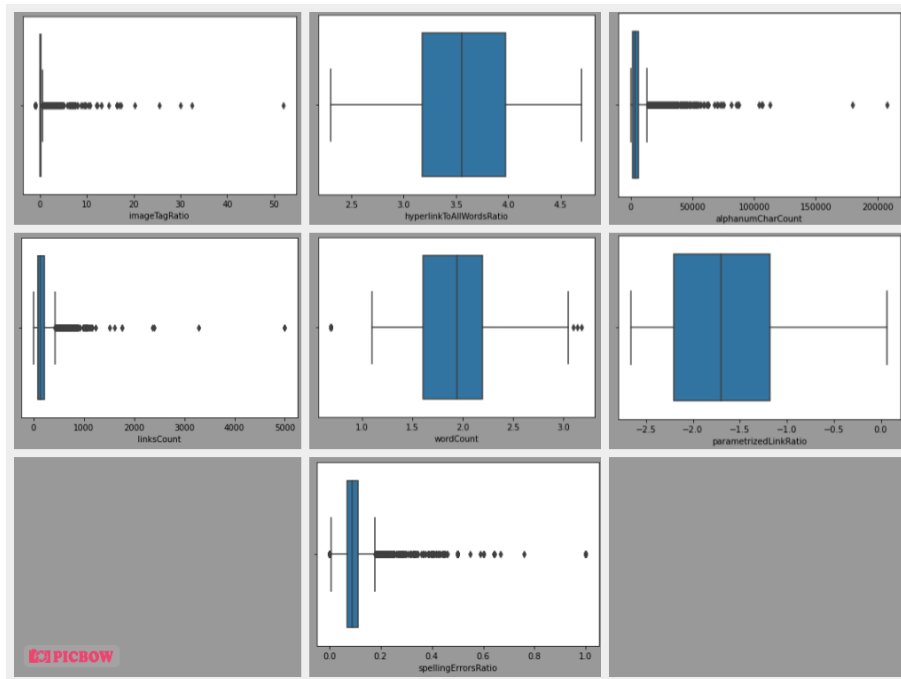 0 10 20 30 40 50
imageTagRatio
2.5 3.0 3.5 4.0 4.5
hyperlinkToAllWordsRatio
0 50000 100000 150000 200000
alphanumCharCount
0 1000 2000 3000 4000 5000
linksCount
1.0 1.5 2.0 2.5 3.0
wordCount
−2.5 −2.0 −1.5 −1.0 −0.5 0.0
parametrizedLinkRatio
0.0 0.2 0.4 0.6 0.8 1.0
spellingErrorsRatio
PICBOW